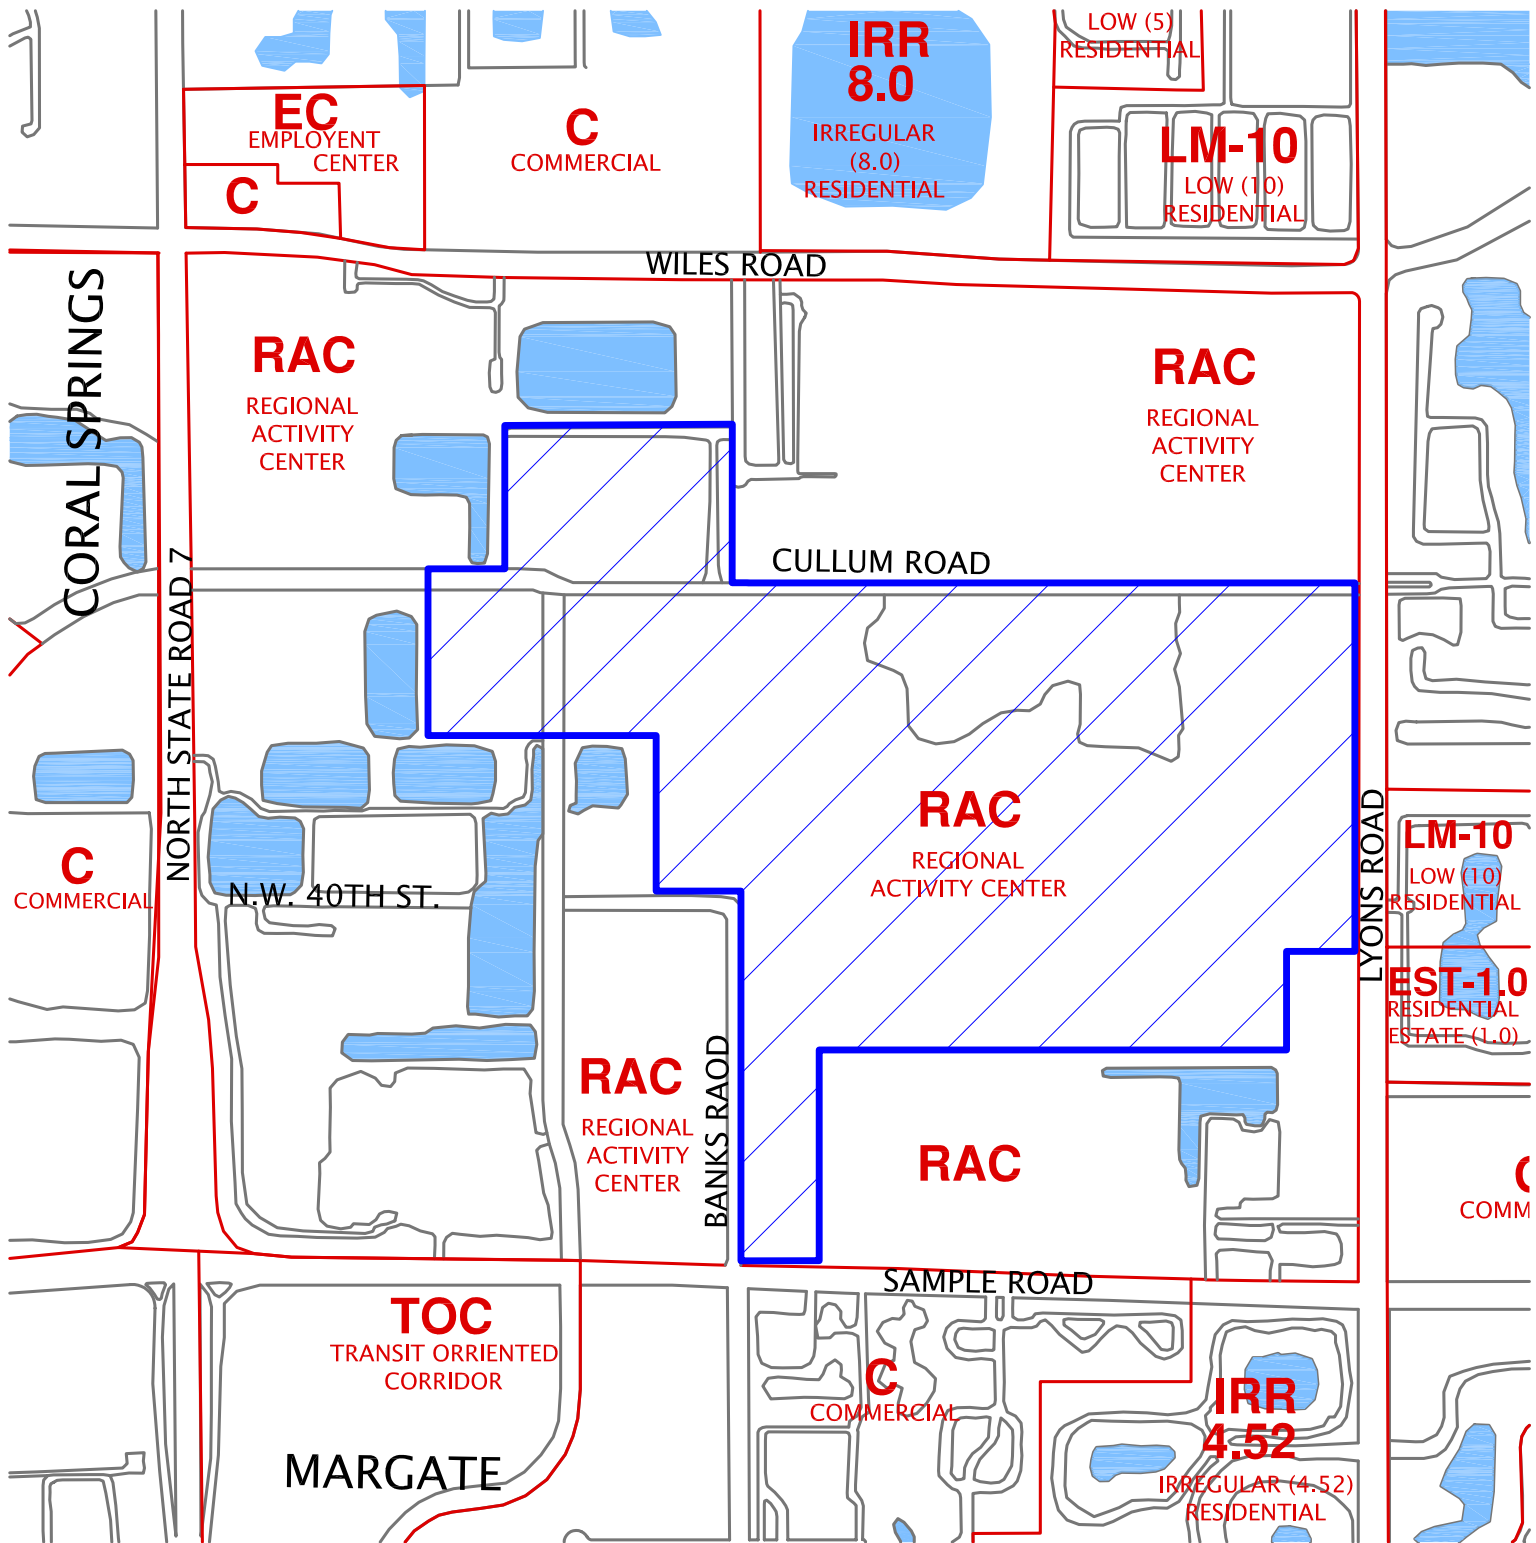 LOW (5)
RESIDENTIAL
IRR
8.0
IRREGULAR
(8.0)
RESIDENTIAL
EC
EMPLOYENT
CENTER
C
C
COMMERCIAL
LM-10
LOW (10)
RESIDENTIAL
WILES ROAD
CORAL SPRINGS
RAC
REGIONAL
ACTIVITY
CENTER
RAC
REGIONAL
ACTIVITY
CENTER
CULLUM ROAD
NORTH STATE ROAD 7
C
COMMERCIAL
N.W. 40TH ST.
RAC
REGIONAL
ACTIVITY CENTER
LYONS ROAD
LM-10
LOW (10)
RESIDENTIAL
EST-1.0
RESIDENTIAL
ESTATE (1.0)
RAC
REGIONAL
ACTIVITY
CENTER
BANKS RAOD
RAC
COMM
SAMPLE ROAD
TOC
TRANSIT ORRIENTED
CORRIDOR
C
COMMERCIAL
IRR
4.52
IRREGULAR (4.52)
RESIDENTIAL
MARGATE